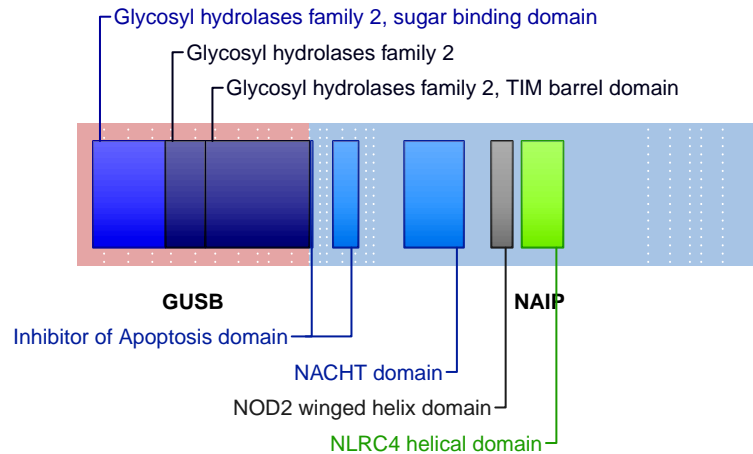 Glycosyl hydrolases family 2, sugar binding domain
Glycosyl hydrolases family 2
Glycosyl hydrolases family 2, TIM barrel domain
GUSB
NAIP
Inhibitor of Apoptosis domain
NACHT domain
NOD2 winged helix domain
NLRC4 helical domain